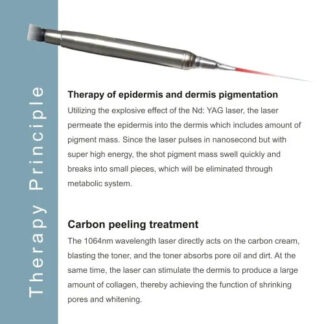 Therapy Principle
Therapy of epidermis and dermis pigmentation
Utilizing the explosive effect of the Nd: YAG laser, the laser
permeate the epidermis into the dermis which includes amount of
pigment mass. Since the laser pulses in nanosecond but with
super high energy, the shot pigment mass swell quickly and
breaks into small pieces, which will be eliminated through
metabolic system.
Carbon peeling treatment
The 1064nm wavelength laser directly acts on the carbon cream,
blasting the toner, and the toner absorbs pore oil and dirt. At the
same time, the laser can stimulate the dermis to produce a large
amount of collagen, thereby achieving the function of shrinking
pores and whitening.